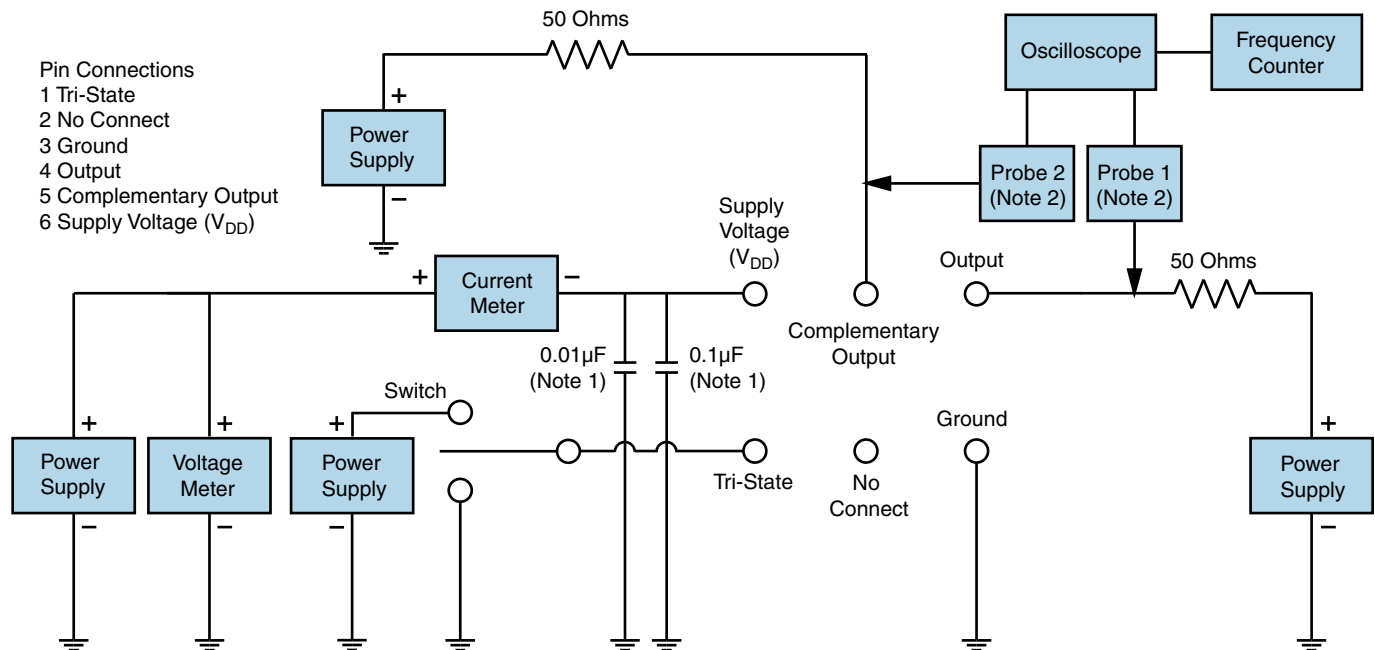 50 Ohms
Oscilloscope
Frequency
Counter
Pin Connections
1 Tri-State
2 No Connect
3 Ground
4 Output
5 Complementary Output
6 Supply Voltage (VDD)
+
Power
Supply
−
Probe 2
(Note 2)
Probe 1
(Note 2)
Supply
Voltage
(VDD)
Output
50 Ohms
+
Current
Meter
−
Complementary
Output
0.01µF
(Note 1)
0.1µF
(Note 1)
Switch
Ground
+
Power
Supply
−
+
Voltage
Meter
−
+
Power
Supply
−
Tri-State
No
Connect
+
Power
Supply
−